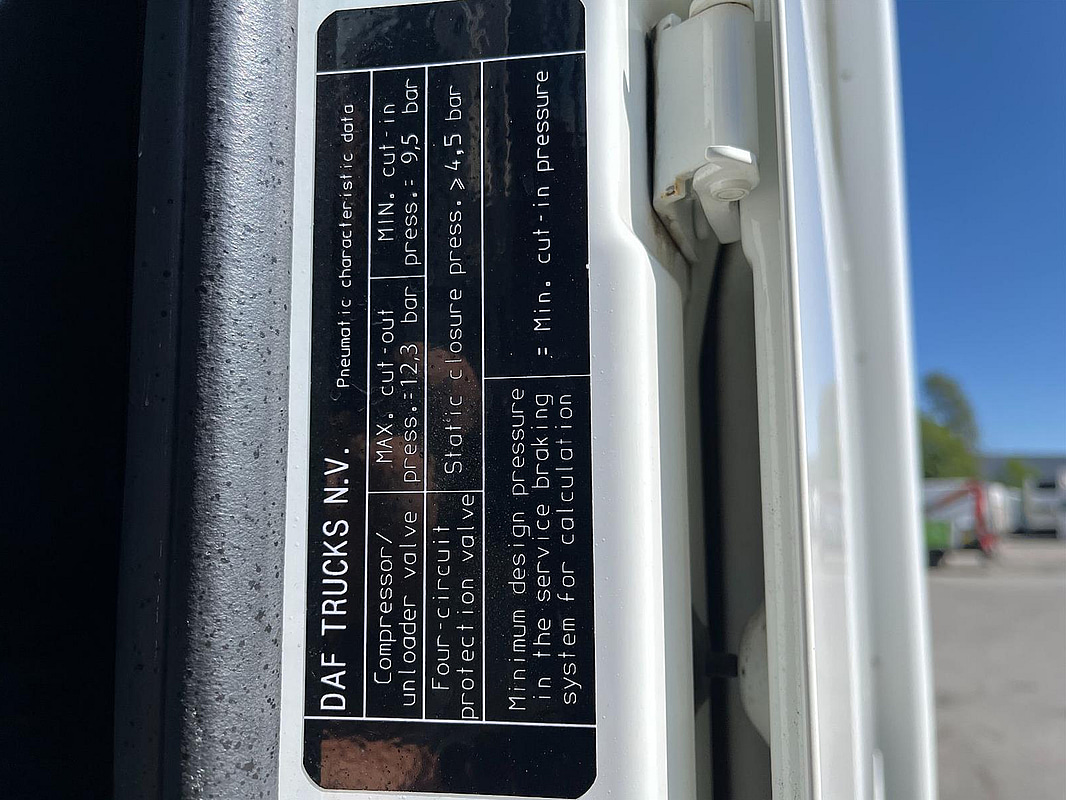 DAF TRUCKS N.V. Pneumatic characteristic data
Compressor/
unloader valve
MAX. cut-out
press.=12,3 bar
MIN. cut-in
press.= 9,5 bar
Four-circuit
protection valve
Static closure press. > 4,5 bar
Minimum design pressure
in the service braking
system for calculation
= Min. cut-in pressure